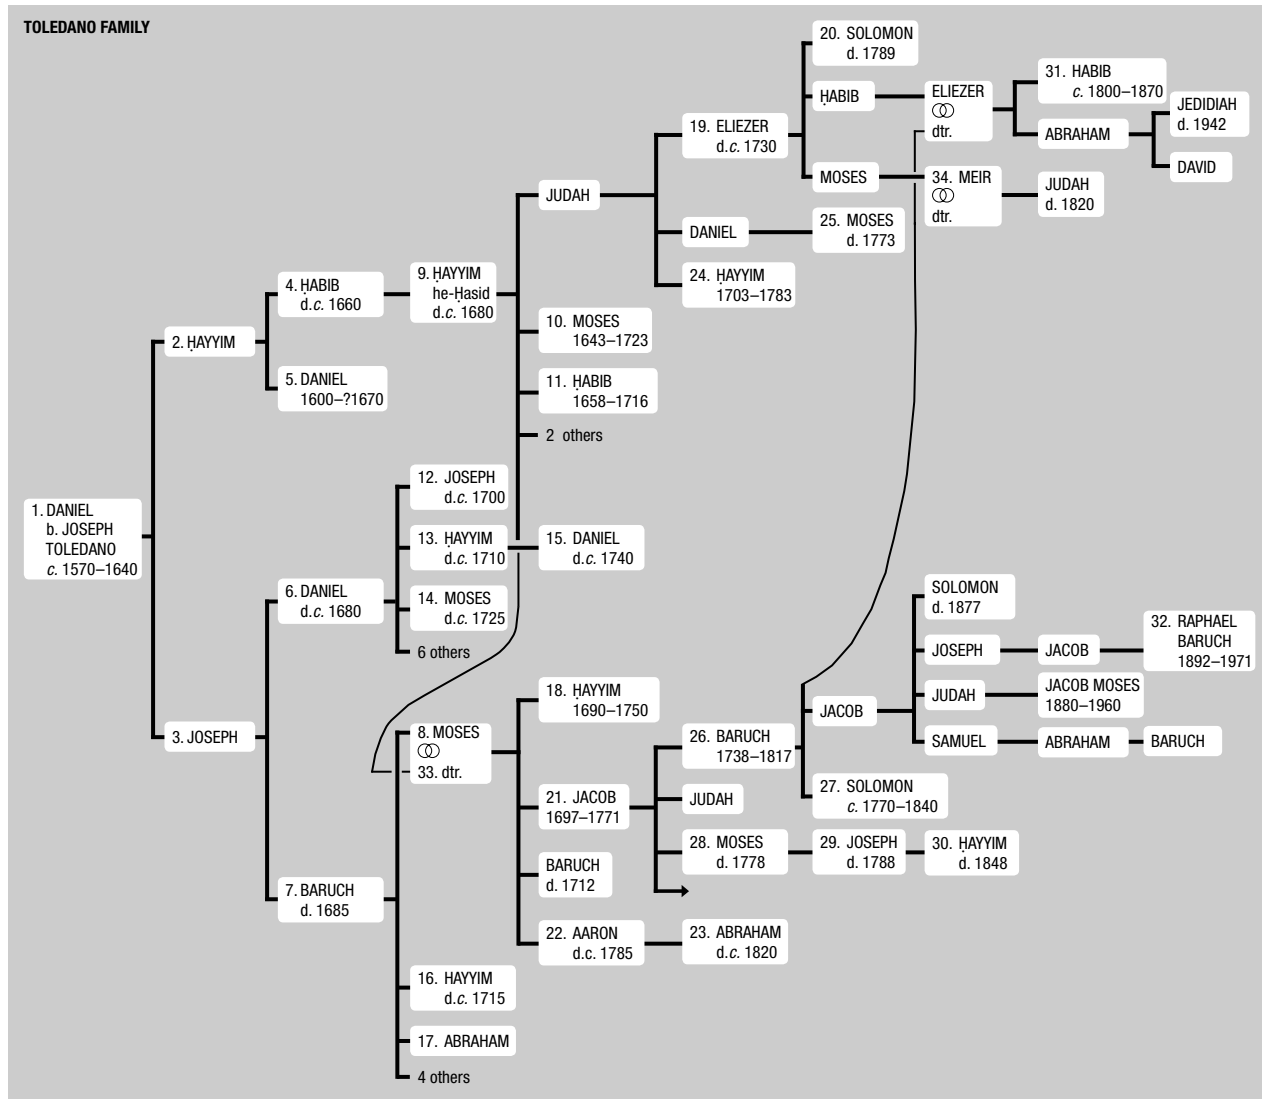 TOLEDANO FAMILY
1. DANIEL
b. JOSEPH
TOLEDANO
c. 1570–1640
2. ḤAYYIM
3. JOSEPH
4. ḤABIB
d.c. 1660
5. DANIEL
1600–?1670
6. DANIEL
d.c. 1680
7. BARUCH
d. 1685
9. ḤAYYIM
he-Ḥasid
d.c. 1680
12. JOSEPH
d.c. 1700
13. ḤAYYIM
d.c. 1710
14. MOSES
d.c. 1725
6 others
8. MOSES
33. dtr.
16. HAYYIM
d.c. 1715
17. ABRAHAM
4 others
JUDAH
10. MOSES
1643–1723
11. ḤABIB
1658–1716
2 others
15. DANIEL
d.c. 1740
18. ḤAYYIM
1690–1750
21. JACOB
1697–1771
BARUCH
d. 1712
22. AARON
d.c. 1785
19. ELIEZER
d.c. 1730
DANIEL
24. ḤAYYIM
1703–1783
26. BARUCH
1738–1817
JUDAH
28. MOSES
d. 1778
23. ABRAHAM
d.c. 1820
20. SOLOMON
d. 1789
ḤABIB
MOSES
25. MOSES
d. 1773
JACOB
27. SOLOMON
c. 1770–1840
29. JOSEPH
d. 1788
ELIEZER
dtr.
34. MEIR
dtr.
SOLOMON
d. 1877
JOSEPH
JUDAH
SAMUEL
30. ḤAYYIM
d. 1848
31. HABIB
c. 1800–1870
ABRAHAM
JUDAH
d. 1820
JACOB
JACOB MOSES
1880–1960
ABRAHAM
JEDIDIAH
d. 1942
DAVID
32. RAPHAEL
BARUCH
1892–1971
BARUCH